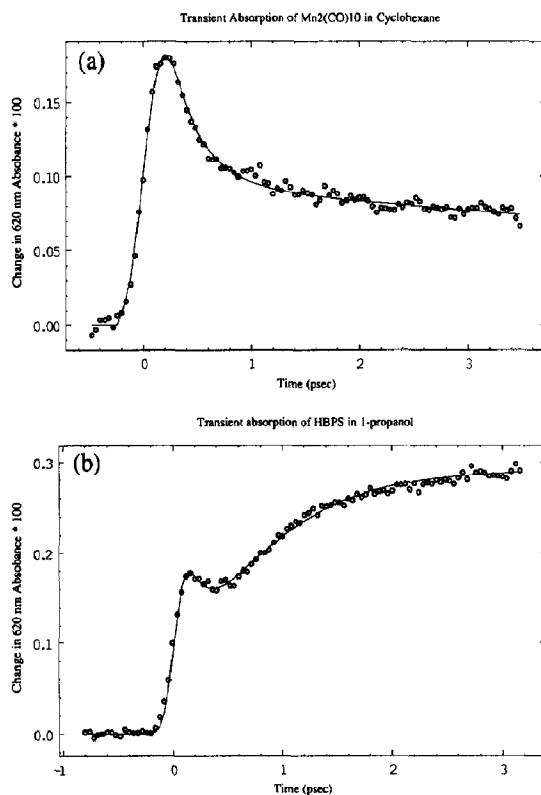 Transient Absorption of Mn2(CO)10 in Cyclohexane
(a)
0.15
0.10
0.05
0.00
Change in 620 nm Absorbance * 100
0
1
2
3
Time (psec)
Transient absorption of HBPS in 1-propanol
(b)
0.3
0.2
0.1
0.0
Change in 620 nm Absorbance * 100
-1
0
1
2
3
Time (psec)